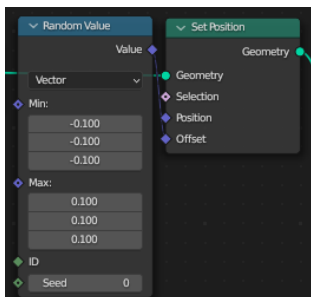 Random Value
Value
Vector
Min:
-0.100
-0.100
-0.100
Max:
0.100
0.100
0.100
ID
Seed 0
Set Position
Geometry
Geometry
Selection
Position
Offset